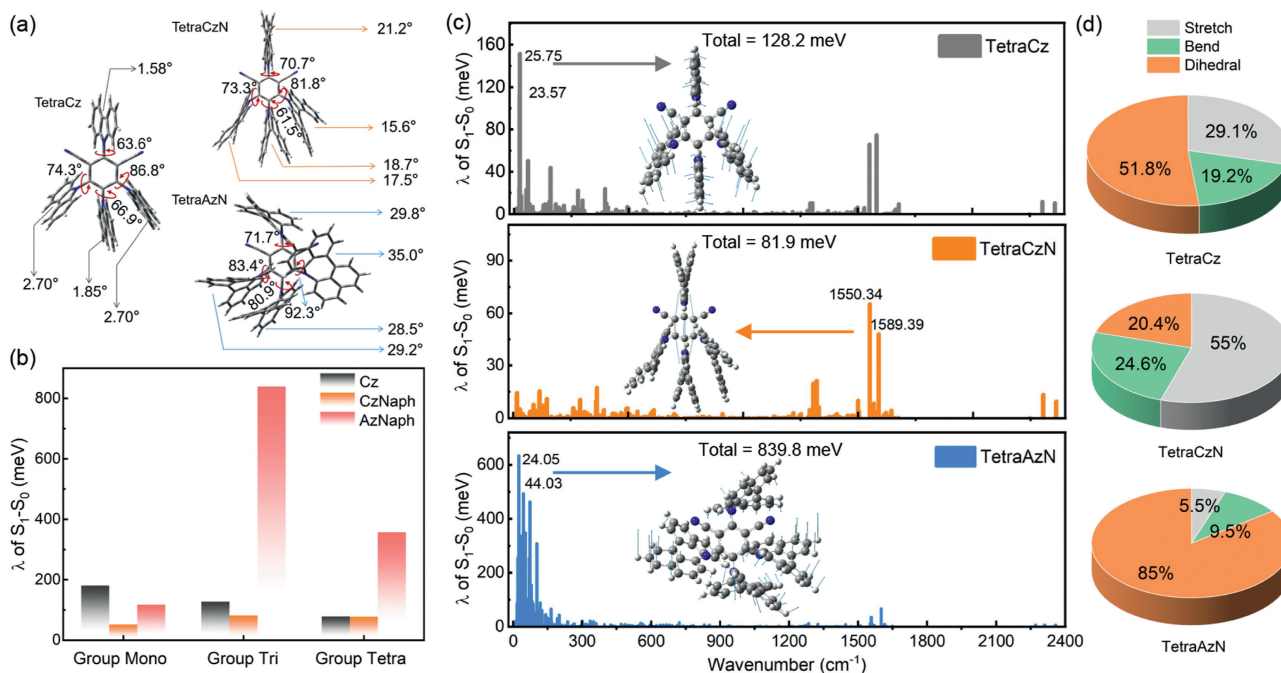 (a)
TetraCzN
21.2°
1.58°
70.7°
73.3°
81.8°
61.5°
TetraCz
15.6°
63.6°
18.7°
74.3°
86.8°
17.5°
66.9°
TetraAzN
29.8°
71.7°
35.0°
83.4°
80.9°
92.3°
2.70°
1.85°
2.70°
28.5°
29.2°
(b)
λ of S₁-S₀ (meV)
800
600
400
200
0
Cz
CzNaph
AzNaph
Group Mono
Group Tri
Group Tetra
(c)
λ of S₁-S₀ (meV)
160
120
80
40
0
25.75
23.57
Total = 128.2 meV
TetraCz
λ of S₁-S₀ (meV)
90
60
30
0
Total = 81.9 meV
TetraCzN
1550.34
1589.39
λ of S₁-S₀ (meV)
600
400
200
0
24.05
44.03
Total = 839.8 meV
TetraAzN
0 300 600 900 1200 1500 1800 2100 2400
Wavenumber (cm⁻¹)
(d)
Stretch
Bend
Dihedral
29.1%
51.8%
19.2%
TetraCz
20.4%
55%
24.6%
TetraCzN
5.5%
9.5%
85%
TetraAzN